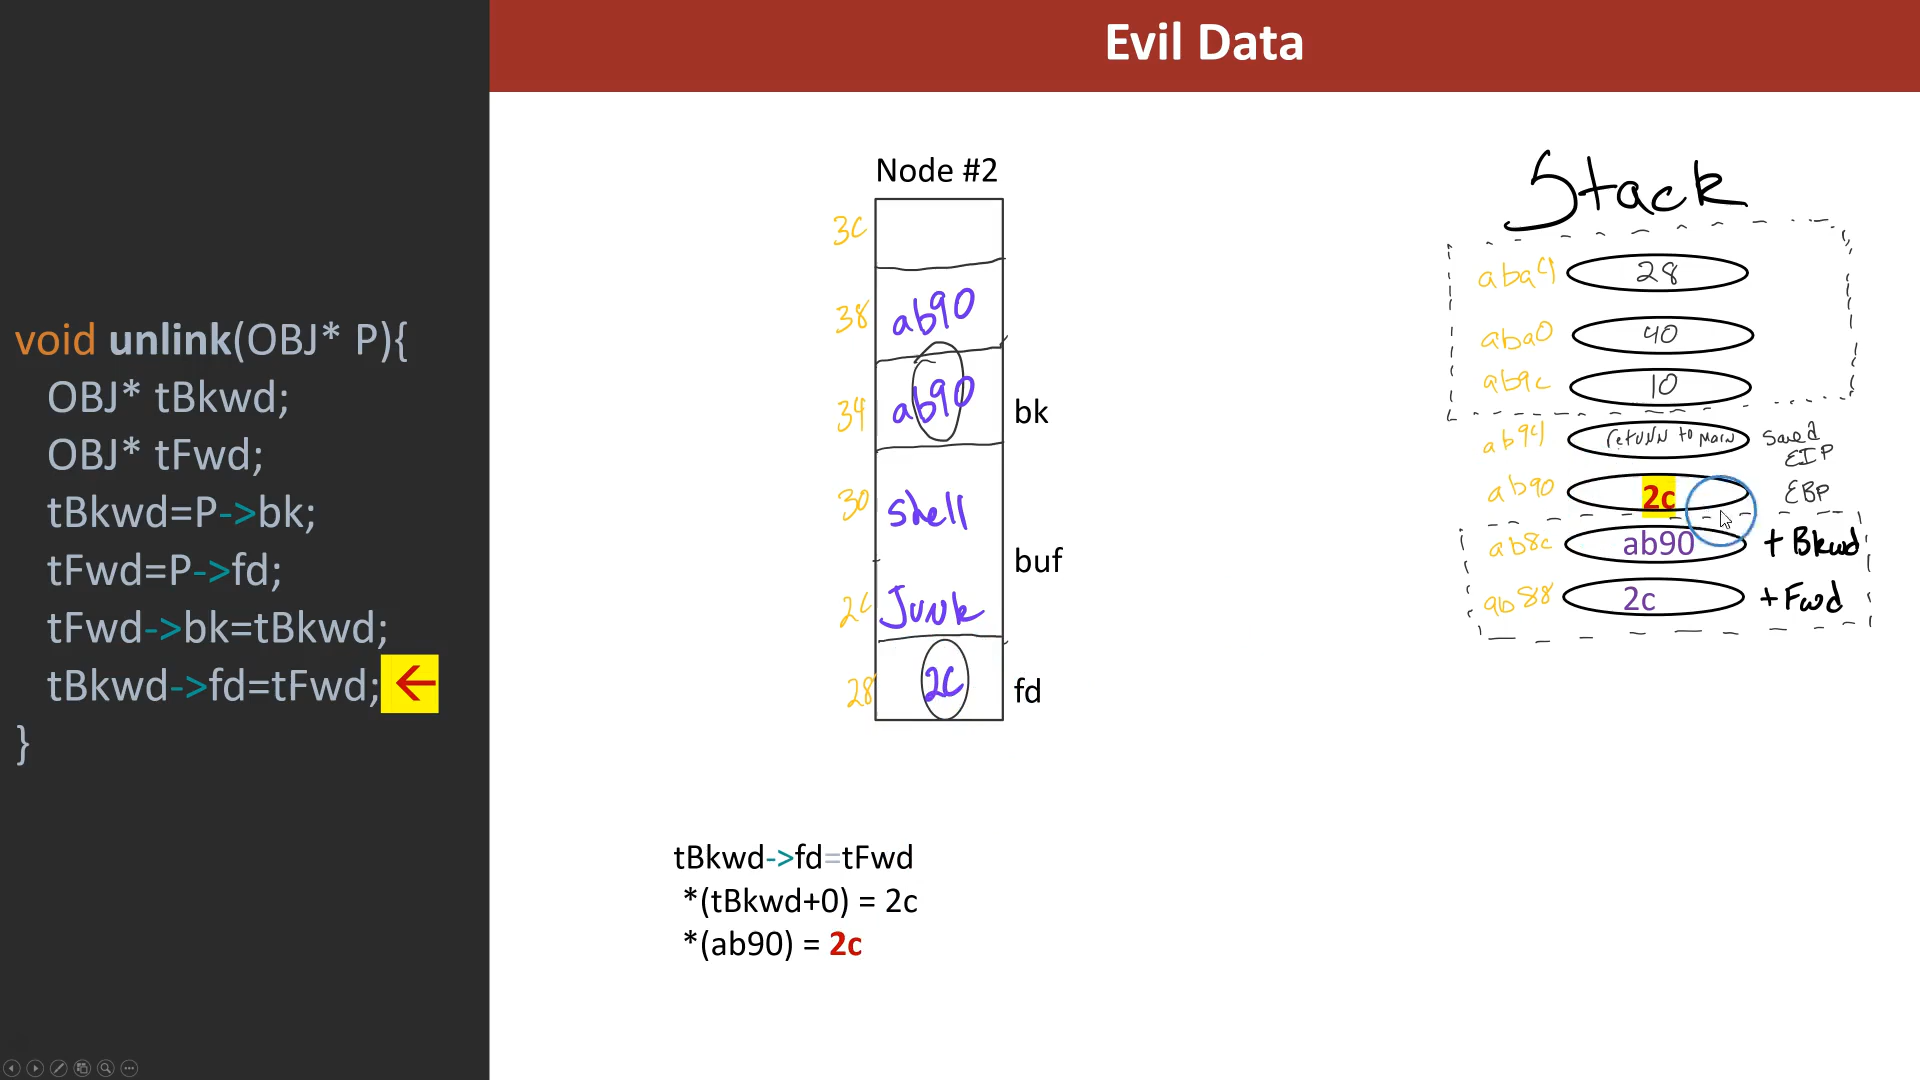 Evil Data
void unlink(OBJ* P){
OBJ* tBkwd;
OBJ* tFwd;
tBkwd=P->bk;
tFwd=P->fd;
tFwd->bk=tBkwd;
tBkwd->fd=tFwd; ←
}
Node #2
3C
38 ab90
34 ab90 bk
30 shell
buf
2C Junk
28 2C fd
tBkwd->fd=tFwd
*(tBkwd+0) = 2c
*(ab90) = 2c
Stack
aba4 28
aba0 40
ab9c 10
ab94 return to main saved EIP
ab90 2c EBP
ab8c ab90 tBkwd
ab88 2c tFwd